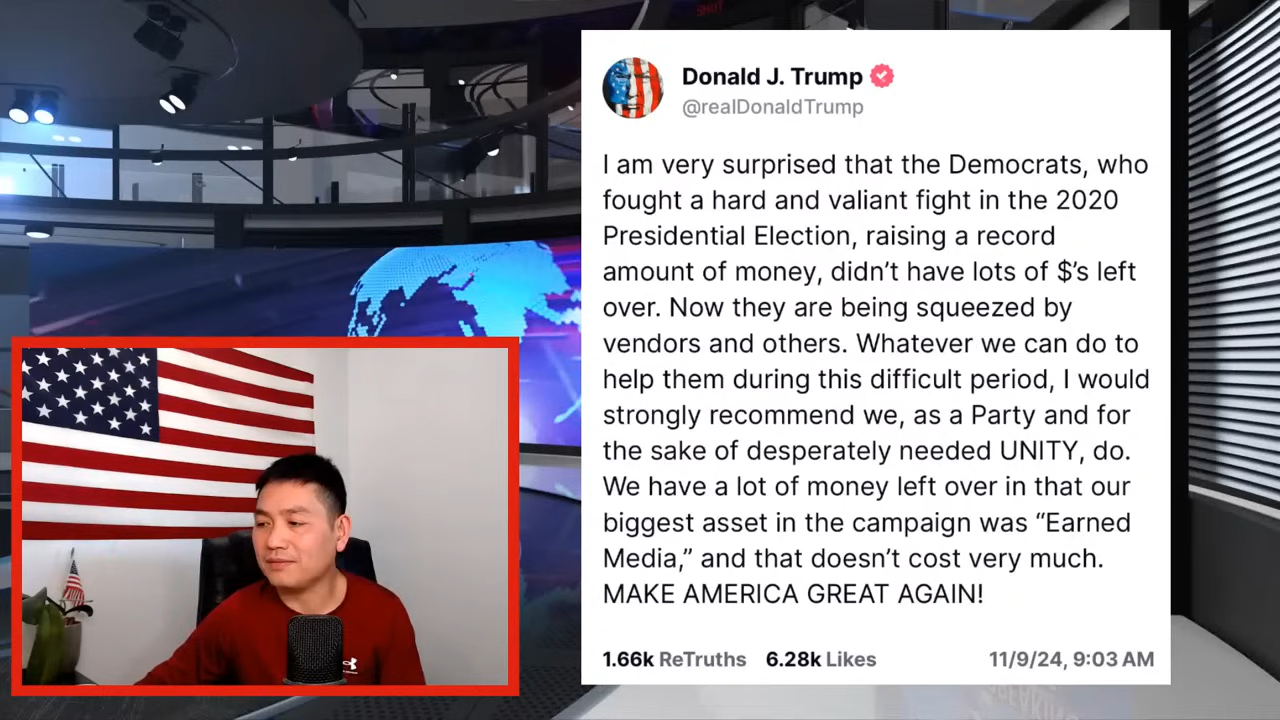 SHUT
Donald J. Trump
@realDonaldTrump
I am very surprised that the Democrats, who
fought a hard and valiant fight in the 2020
Presidential Election, raising a record
amount of money, didn’t have lots of $’s left
over. Now they are being squeezed by
vendors and others. Whatever we can do to
help them during this difficult period, I would
strongly recommend we, as a Party and for
the sake of desperately needed UNITY, do.
We have a lot of money left over in that our
biggest asset in the campaign was “Earned
Media,” and that doesn’t cost very much.
MAKE AMERICA GREAT AGAIN!
1.66k ReTruths 6.28k Likes 11/9/24, 9:03 AM